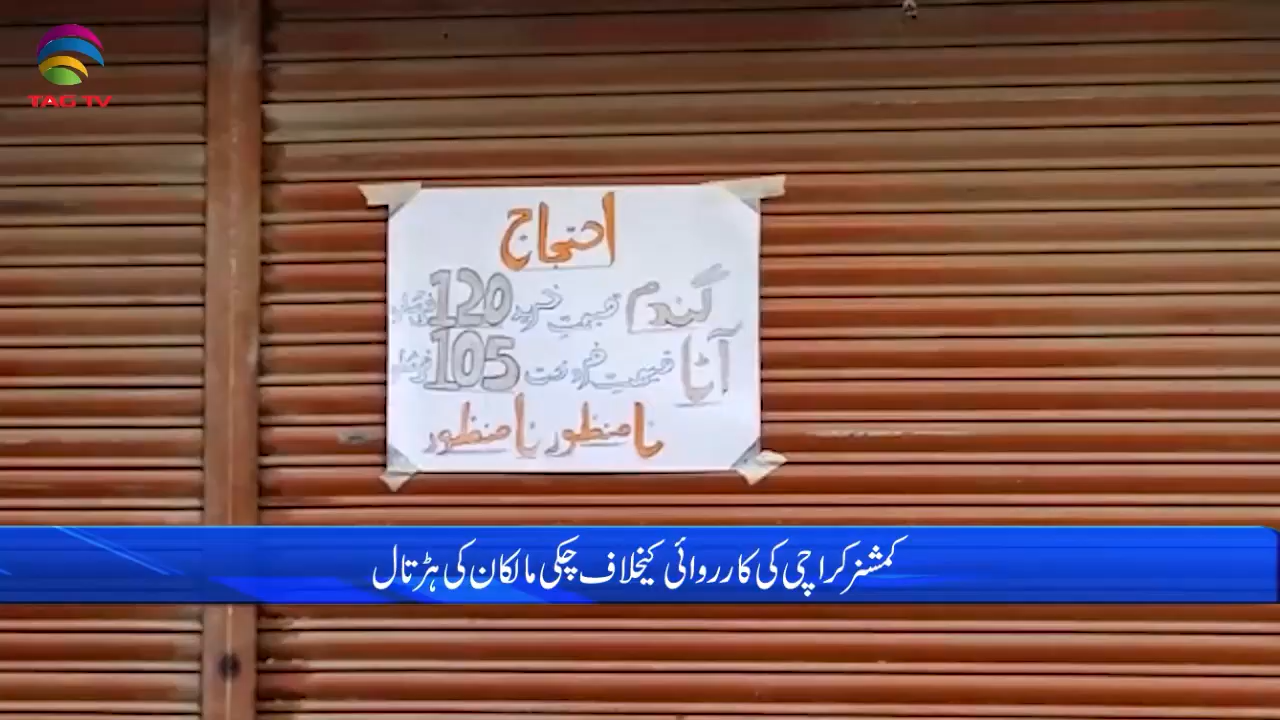 TAG TV
احتجاج
گندم قیمتِ خرید 120
آٹا قیمتِ فروخت 105
نامنظور نامنظور
کمشنر کراچی کی کارروائی کیخلاف چکی مالکان کی ہڑتال